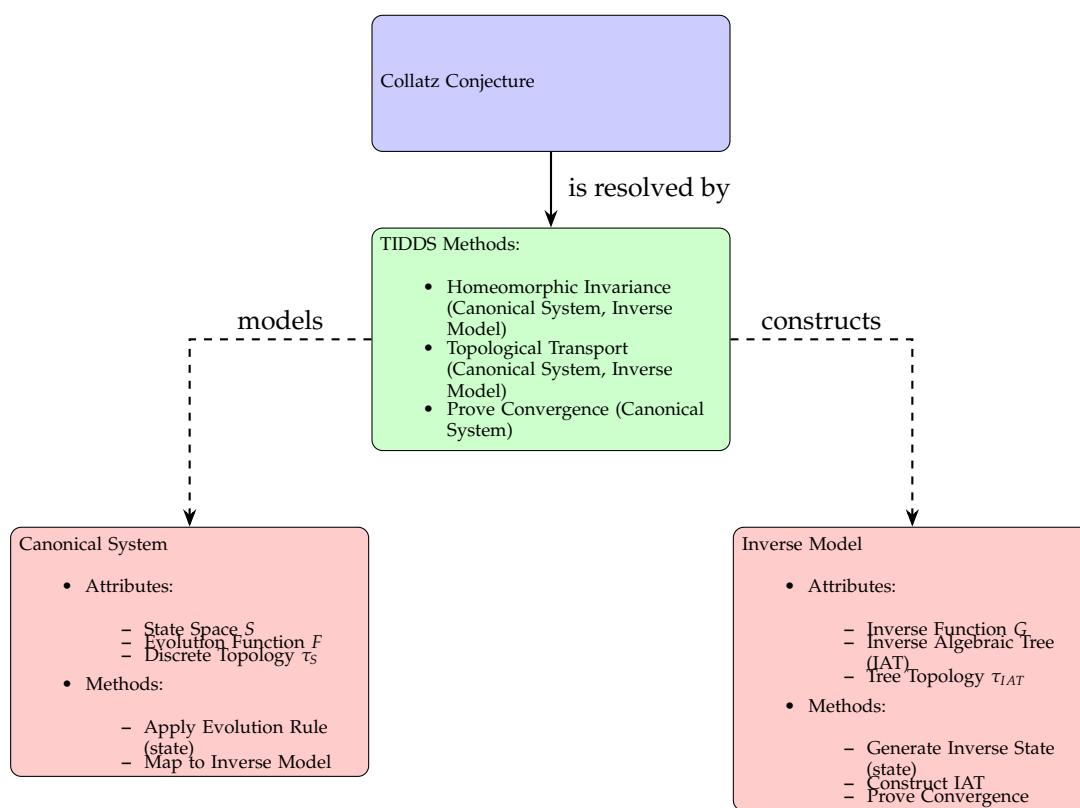 Collatz Conjecture
is resolved by
TIDDS Methods:
• Homeomorphic Invariance
(Canonical System, Inverse
Model)
• Topological Transport
(Canonical System, Inverse
Model)
• Prove Convergence (Canonical
System)
models
constructs
Canonical System
• Attributes:
– State Space S
– Evolution Function F
– Discrete Topology τ_S
• Methods:
– Apply Evolution Rule
(state)
– Map to Inverse Model
Inverse Model
• Attributes:
– Inverse Function G
– Inverse Algebraic Tree
(IAT)
– Tree Topology τ_{IAT}
• Methods:
– Generate Inverse State
(state)
– Construct IAT
– Prove Convergence